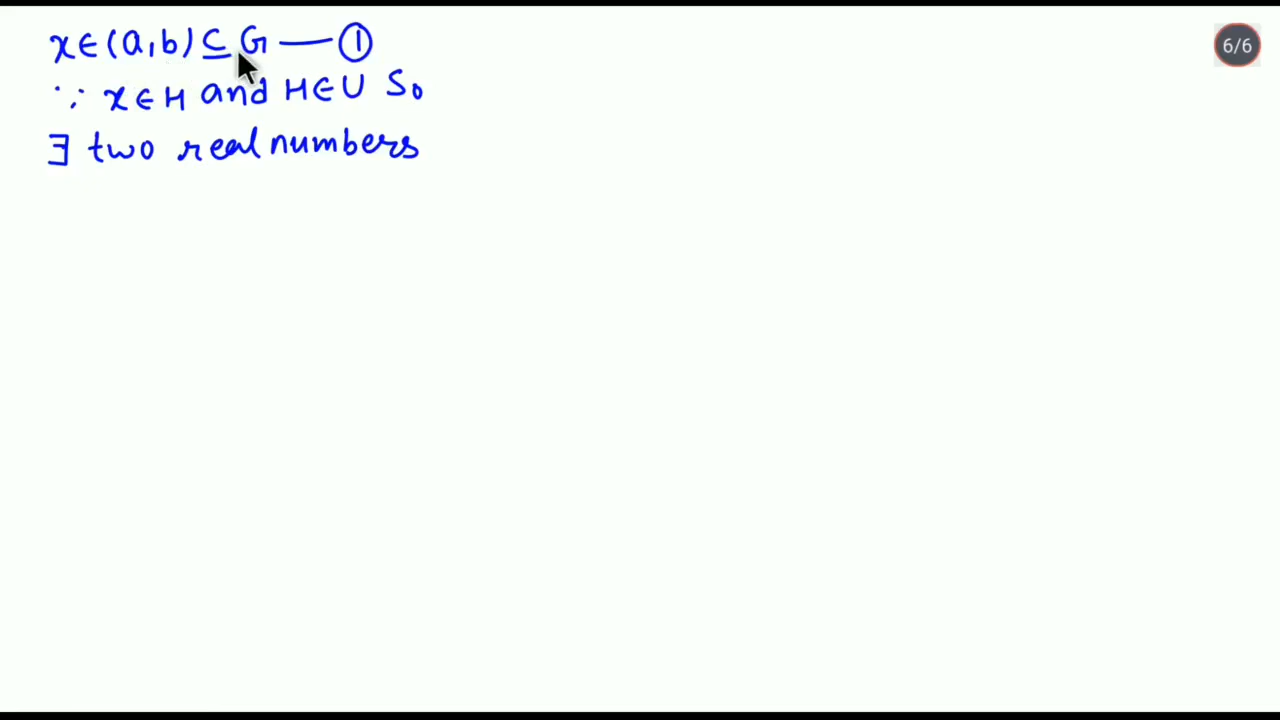 x∈(a,b)⊆G — ①
6/6
∵ x∈H and H∈U So
∃ two real numbers